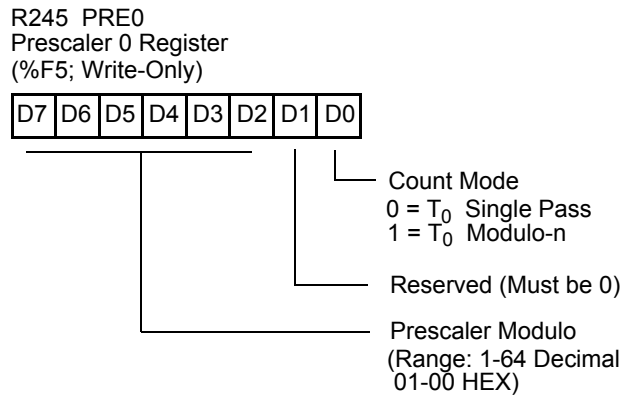 R245 PRE0
Prescaler 0 Register
(%F5; Write-Only)
D7 D6 D5 D4 D3 D2 D1 D0
Count Mode
0 = T0 Single Pass
1 = T0 Modulo-n
Reserved (Must be 0)
Prescaler Modulo
(Range: 1-64 Decimal
01-00 HEX)